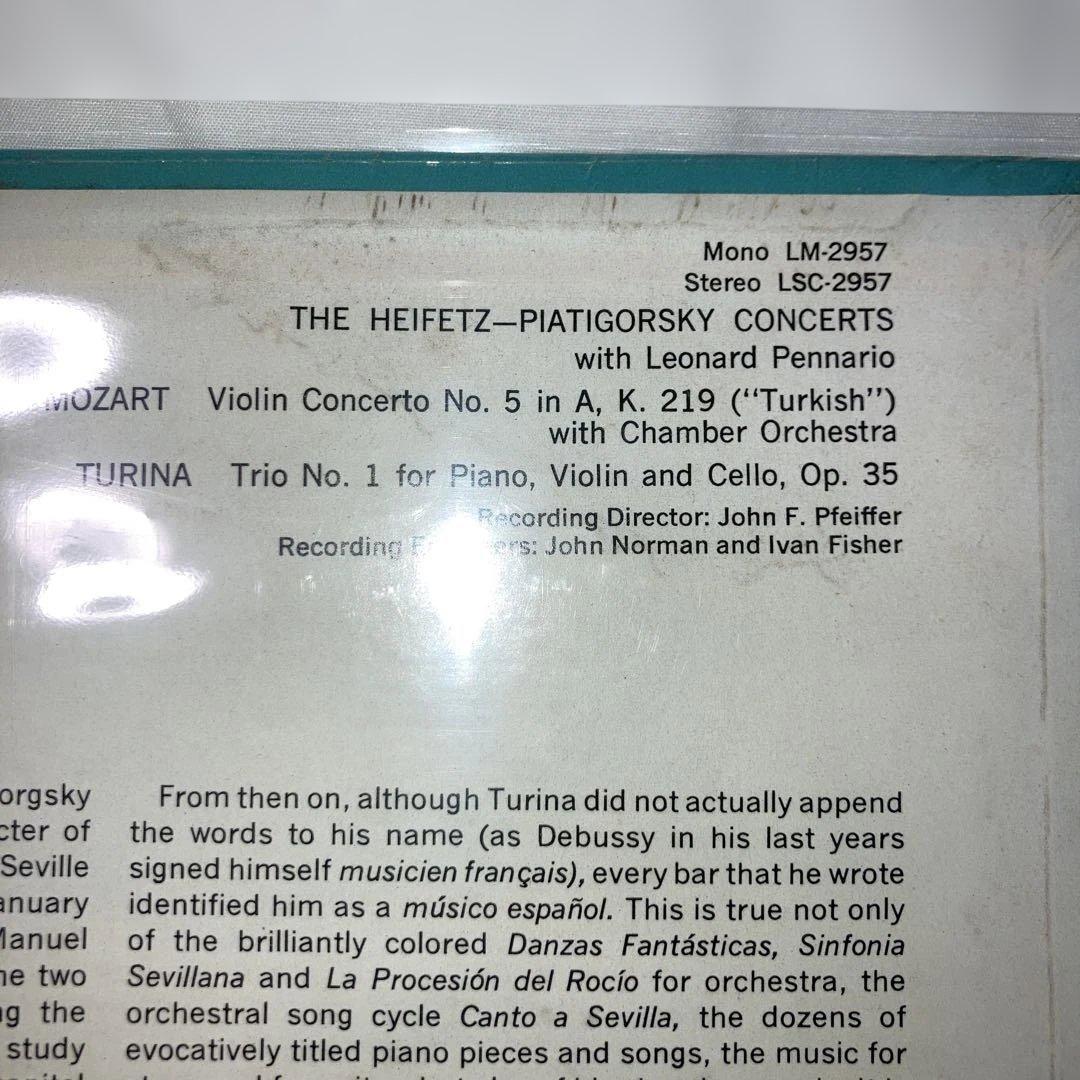 Mono LM-2957
Stereo LSC-2957
THE HEIFETZ—PIATIGORSKY CONCERTS
with Leonard Pennario
MOZART Violin Concerto No. 5 in A, K. 219 (“Turkish”)
with Chamber Orchestra
TURINA Trio No. 1 for Piano, Violin and Cello, Op. 35
Recording Director: John F. Pfeiffer
Recording John Norman and Ivan Fisher
orgsky
cter of
Seville
anuary
Manuel
he two
ng the
study
From then on, although Turina did not actually append
the words to his name (as Debussy in his last years
signed himself musicien français), every bar that he wrote
identified him as a músico español. This is true not only
of the brilliantly colored Danzas Fantásticas, Sinfonia
Sevillana and La Procesión del Rocío for orchestra, the
orchestral song cycle Canto a Sevilla, the dozens of
evocatively titled piano pieces and songs, the music for